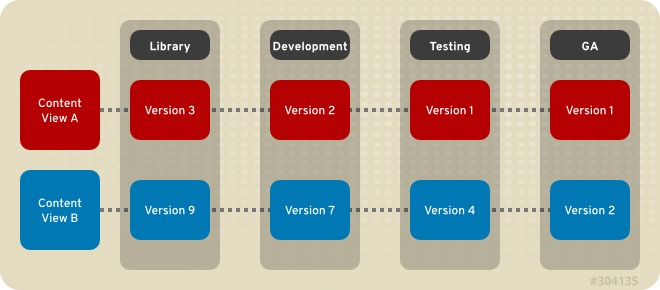 Library
Development
Testing
GA
Content
View A
Version 3
Version 2
Version 1
Version 1
Content
View B
Version 9
Version 7
Version 4
Version 2
#304135